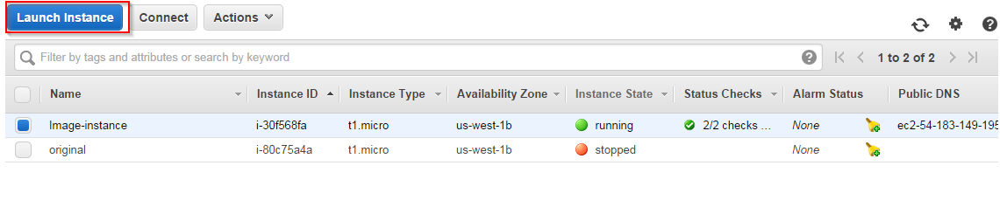 Launch Instance Connect Actions
Filter by tags and attributes or search by keyword ? 1 to 2 of 2 ?
Name Instance ID Instance Type Availability Zone Instance State Status Checks Alarm Status Public DNS
Image-instance i-30f568fa t1.micro us-west-1b running 2/2 checks ... None ec2-54-183-149-195
original i-80c75a4a t1.micro us-west-1b stopped None